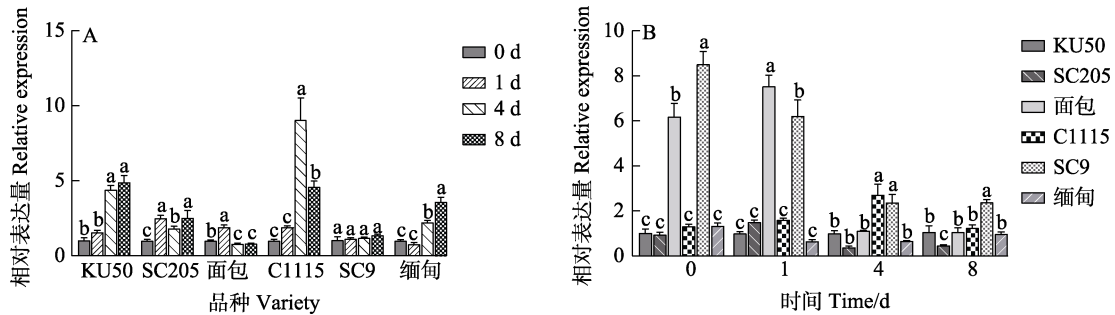 A
相对表达量 Relative expression
15
10
5
0
b b a a
c a b a
b a c c
c c a b
a a a a
c c b a
KU50 SC205 面包 C1115 SC9 缅甸
品种 Variety
0 d
1 d
4 d
8 d
B
相对表达量 Relative expression
10
8
6
4
2
0
c c b c a c
c c a c b c
b b b a a b
b b b b a b
0 1 4 8
时间 Time/d
KU50
SC205
面包
C1115
SC9
缅甸